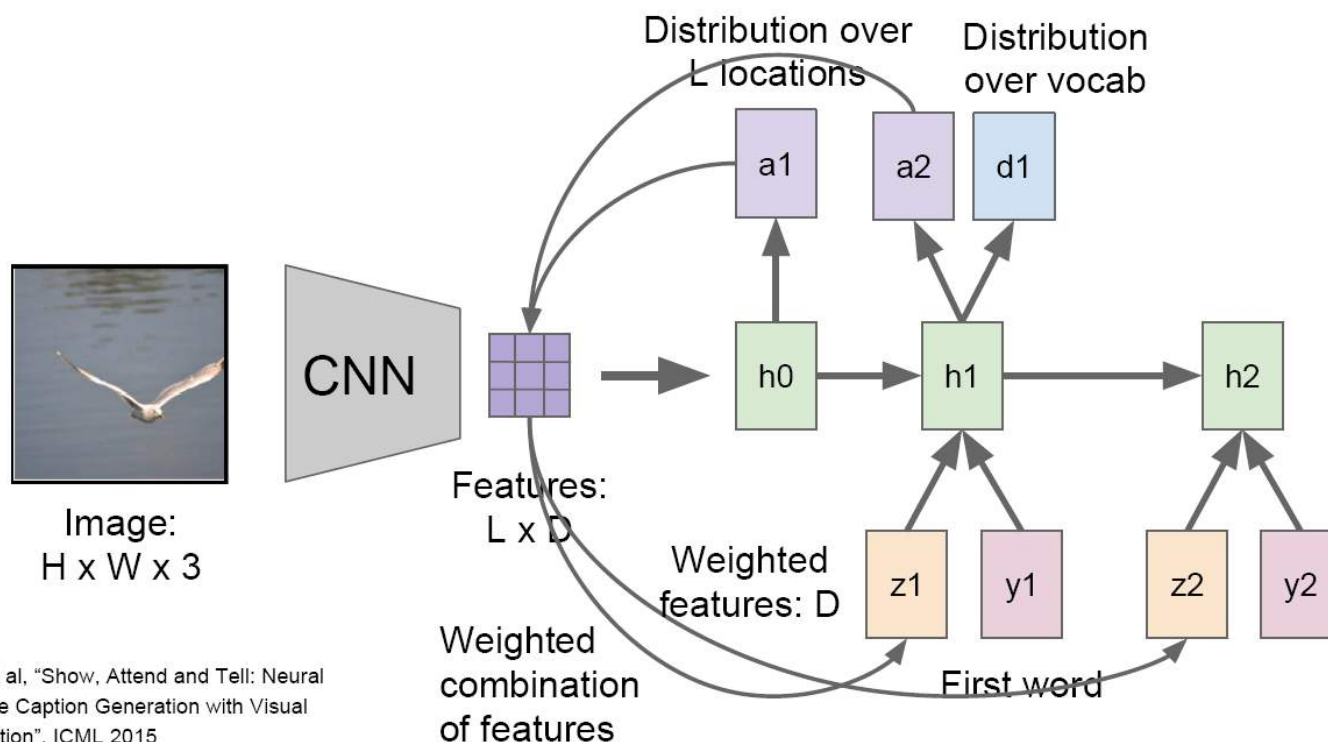 Distribution over
L locations
Distribution
over vocab
a1
a2
d1
CNN
h0
h1
h2
Features:
L x D
Image:
H x W x 3
Weighted
features: D
z1
y1
z2
y2
Weighted
combination
of features
First word
al, “Show, Attend and Tell: Neural
e Caption Generation with Visual
tion”, ICML 2015